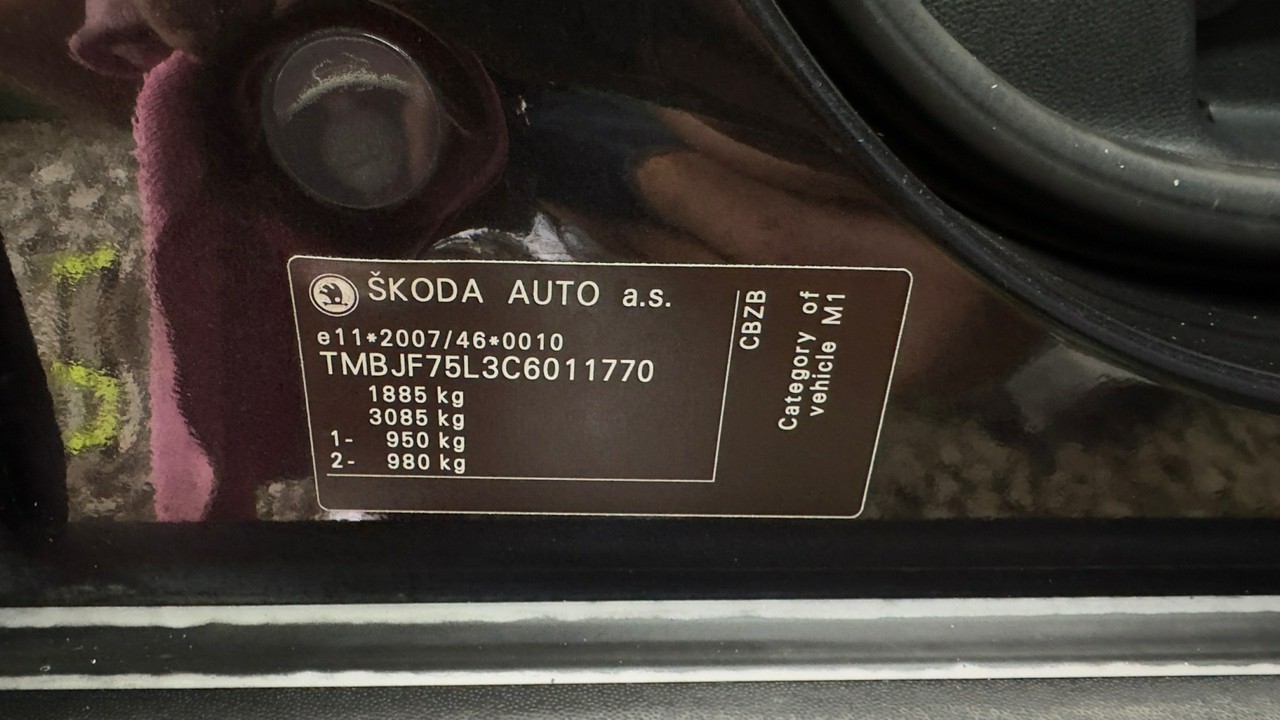 ŠKODA AUTO a.s.
e11*2007/46*0010
TMBJF75L3C6011770
1885 kg
3085 kg
1- 950 kg
2- 980 kg
CBZB
Category of
vehicle M1